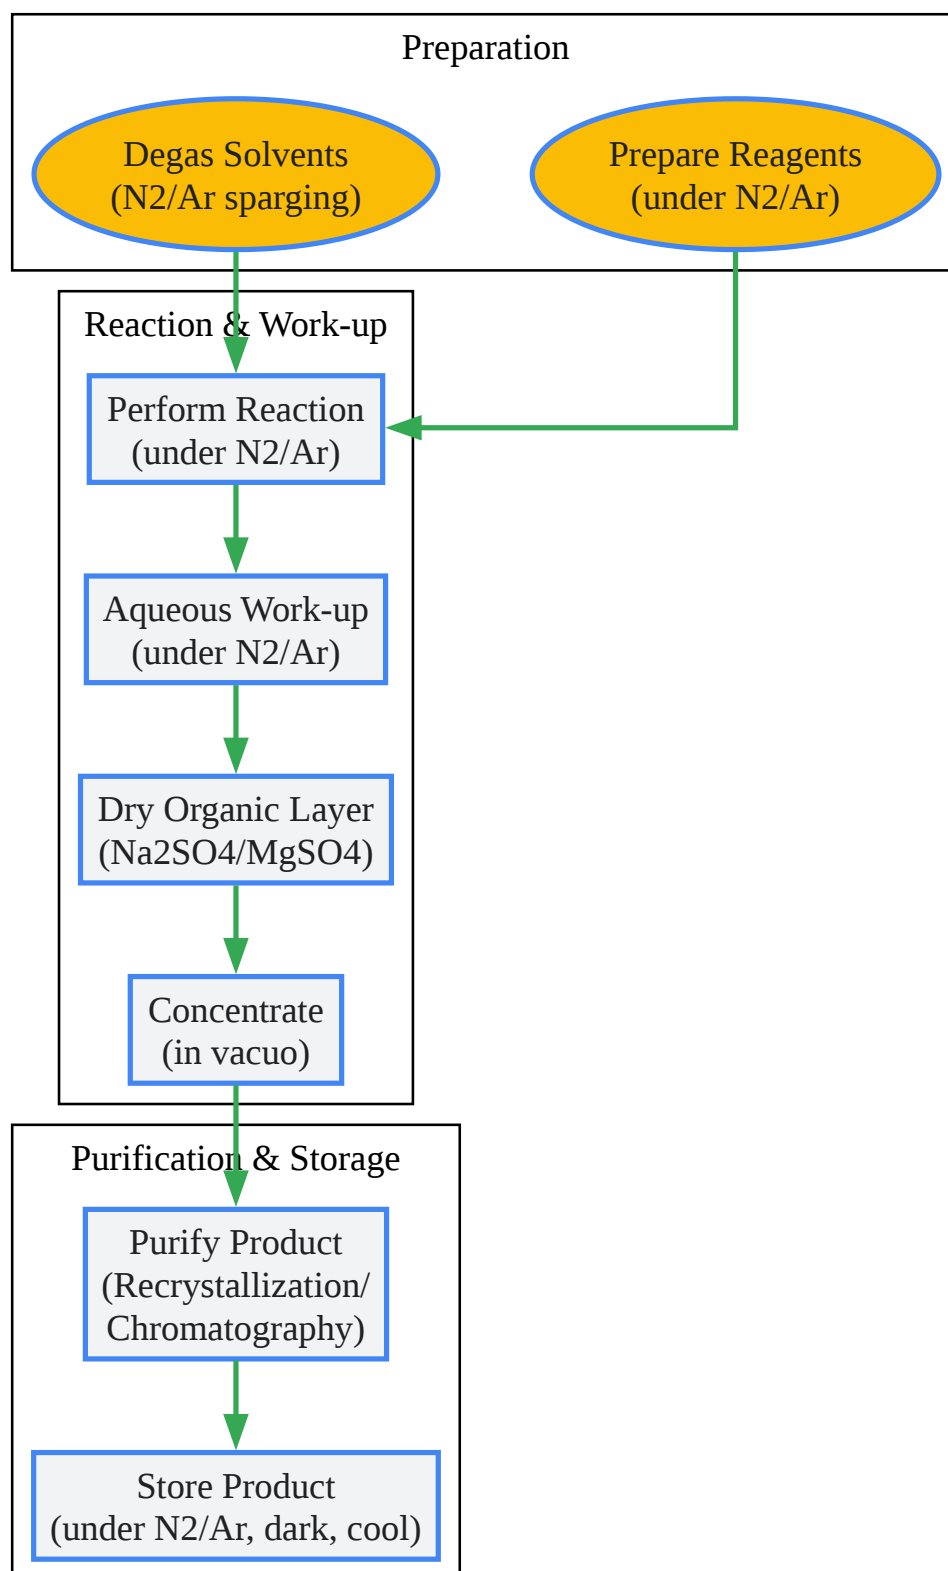 Preparation
Degas Solvents
(N2/Ar sparging)
Prepare Reagents
(under N2/Ar)
Reaction & Work-up
Perform Reaction
(under N2/Ar)
Aqueous Work-up
(under N2/Ar)
Dry Organic Layer
(Na2SO4/MgSO4)
Concentrate
(in vacuo)
Purification & Storage
Purify Product
(Recrystallization/
Chromatography)
Store Product
(under N2/Ar, dark, cool)